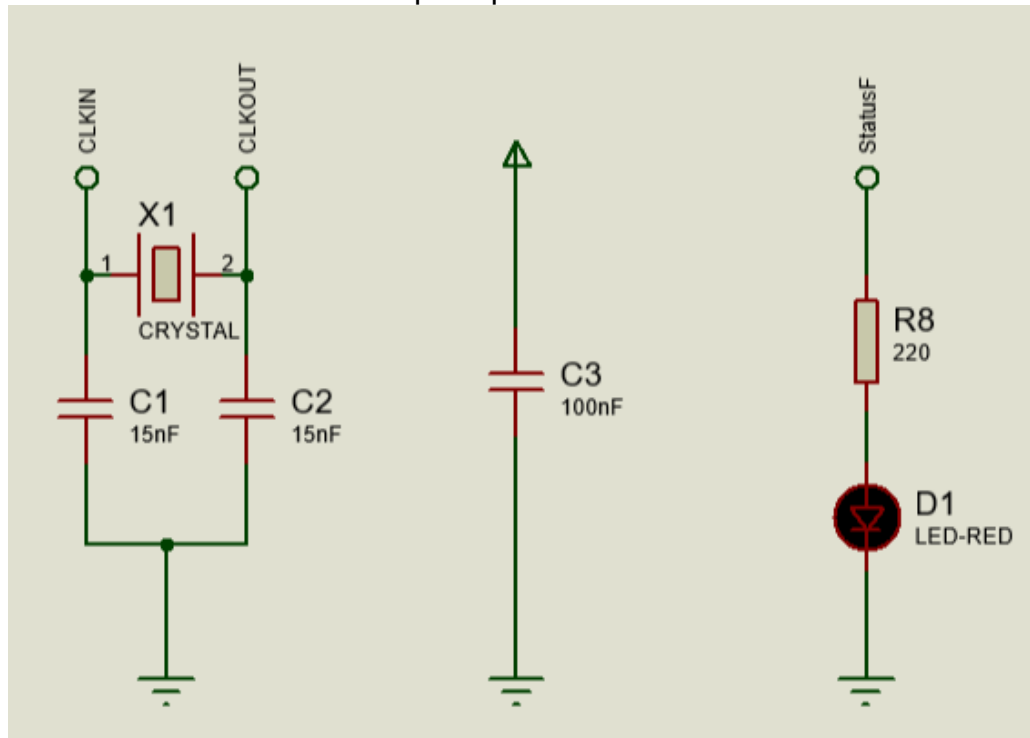 CLKIN
CLKOUT
StatusF
X1
1
2
CRYSTAL
C1
15nF
C2
15nF
C3
100nF
R8
220
D1
LED-RED